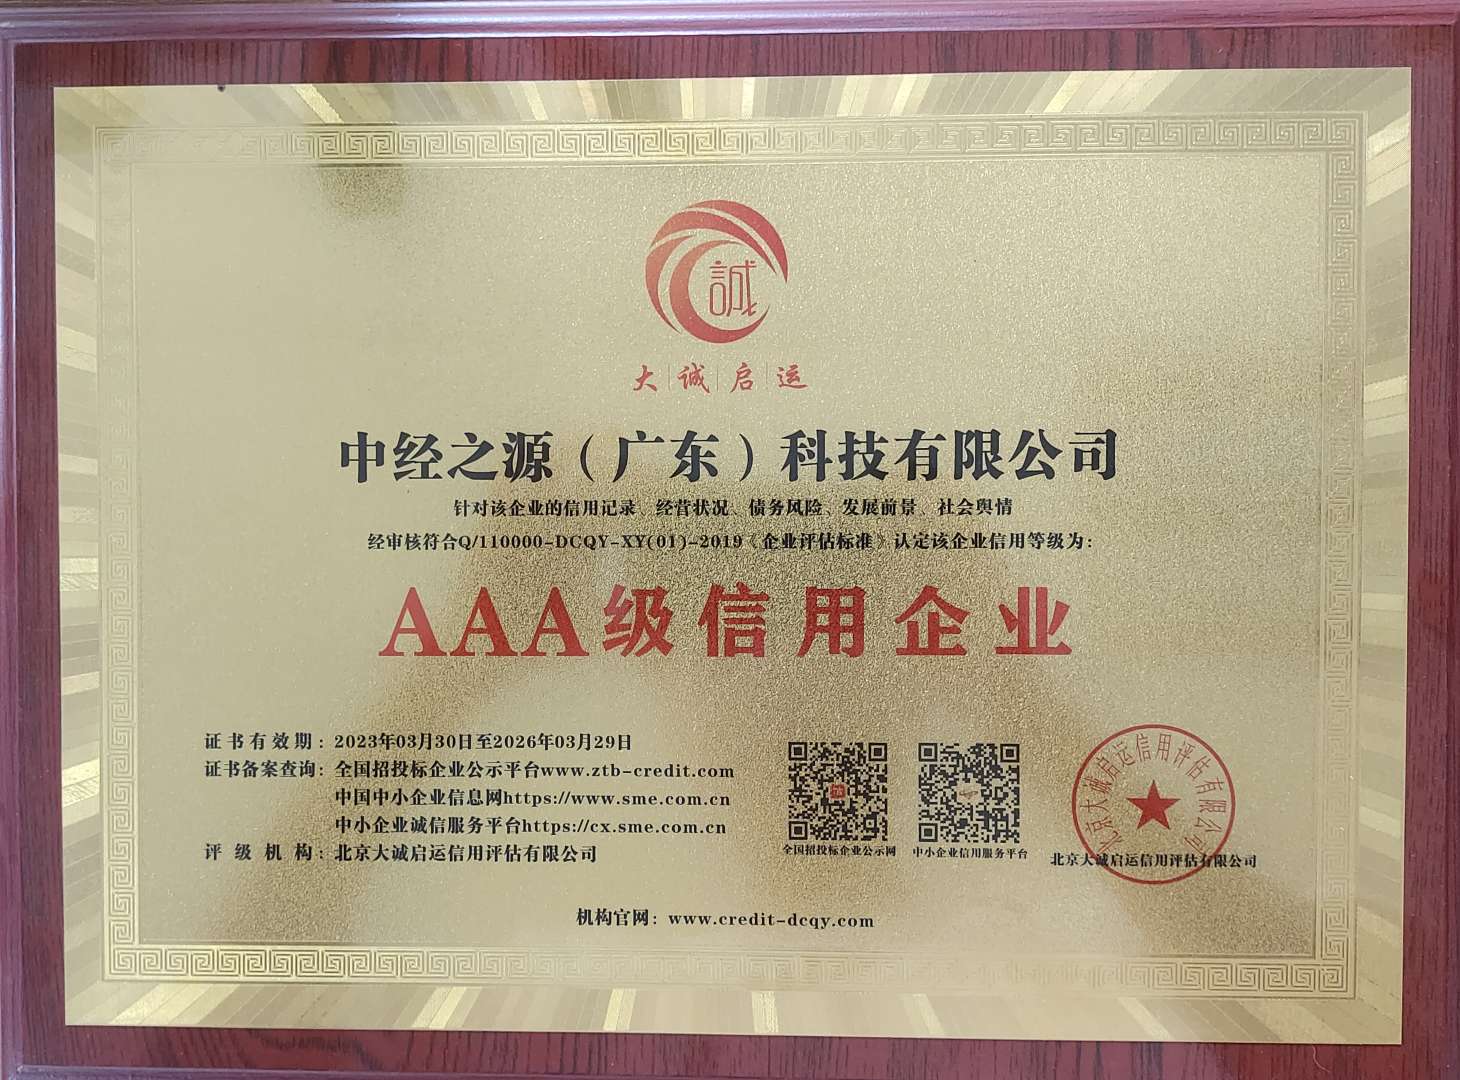 誠
大诚启运
中经之源（广东）科技有限公司
针对该企业的信用记录、经营状况、债务风险、发展前景、社会舆情
经审核符合Q/110000-DCQY-XY(01)-2019《企业评估标准》认定该企业信用等级为：
AAA级信用企业
证书有效期：2023年03月30日至2026年03月29日
证书备案查询：全国招投标企业公示平台www.ztb-credit.com
中国中小企业信息网https://www.sme.com.cn
中小企业诚信服务平台https://cx.sme.com.cn
评级机构：北京大诚启运信用评估有限公司
全国招投标企业公示网
中小企业信用服务平台
北京大诚启运信用评估有限公司
北京大诚启运信用评估有限公司
机构官网：www.credit-dcqy.com